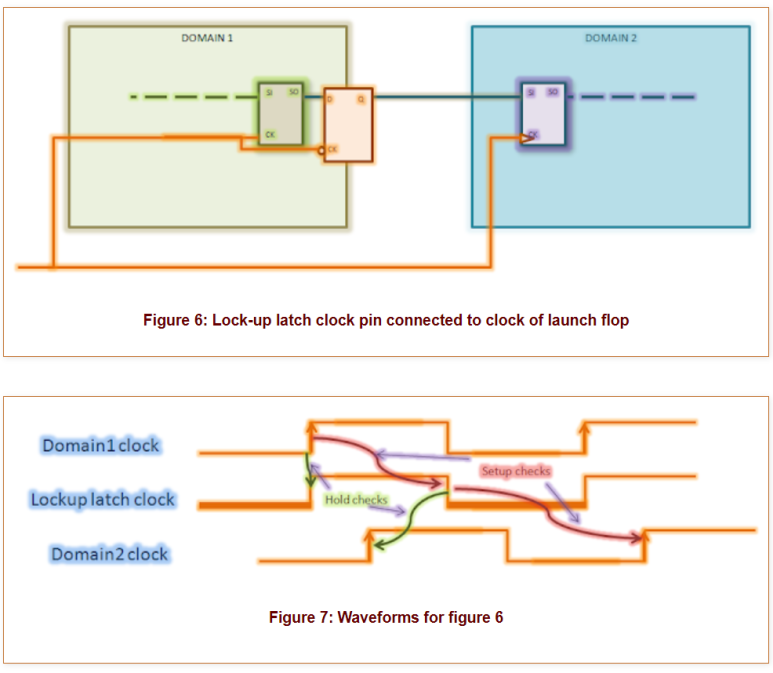 DOMAIN 1
DOMAIN 2
SI SO
D Q
SI SO
CK
CK
CK
Figure 6: Lock-up latch clock pin connected to clock of launch flop
Domain1 clock
Setup checks
Lockup latch clock
Hold checks
Domain2 clock
Figure 7: Waveforms for figure 6